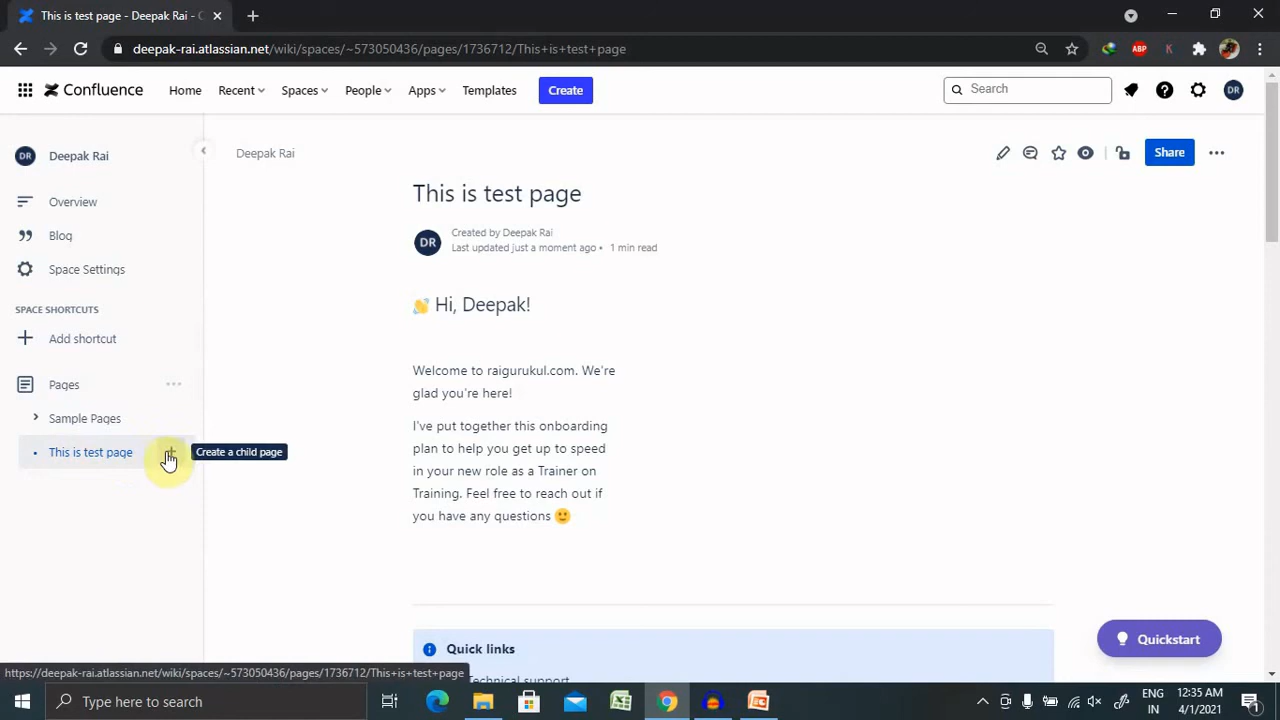 This is test page - Deepak Rai - C
deepak-rai.atlassian.net/wiki/spaces/~573050436/pages/1736712/This+is+test+page
ABP
K
Confluence
Home
Recent
Spaces
People
Apps
Templates
Create
Search
DR
DR
Deepak Rai
Overview
Blog
Space Settings
SPACE SHORTCUTS
Add shortcut
Pages
Sample Pages
This is test page
Create a child page
Deepak Rai
Share
This is test page
DR
Created by Deepak Rai
Last updated just a moment ago • 1 min read
👋 Hi, Deepak!
Welcome to raigurukul.com. We're
glad you're here!
I've put together this onboarding
plan to help you get up to speed
in your new role as a Trainer on
Training. Feel free to reach out if
you have any questions 🙂
Quick links
Technical support
Quickstart
https://deepak-rai.atlassian.net/wiki/spaces/~573050436/pages/1736712/This+is+test+page
Type here to search
ENG
IN
12:35 AM
4/1/2021
1